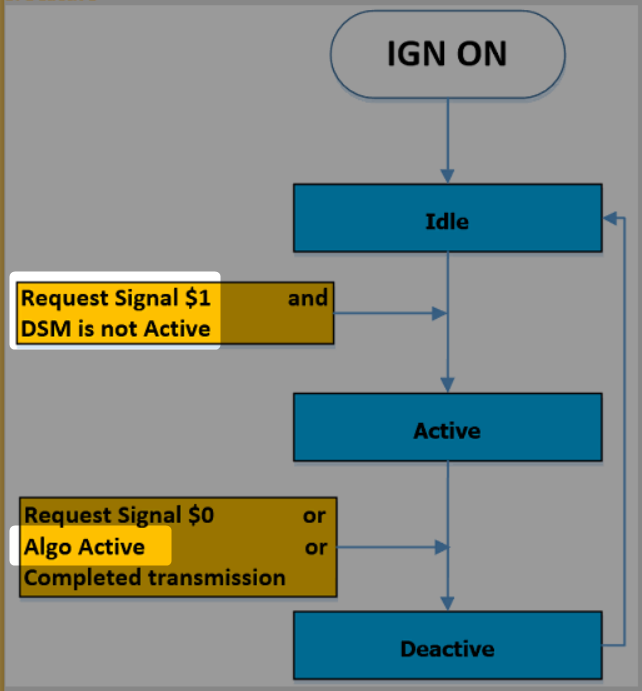 IGN ON
Idle
Request Signal $1 and
DSM is not Active
Active
Request Signal $0 or
Algo Active or
Completed transmission
Deactive